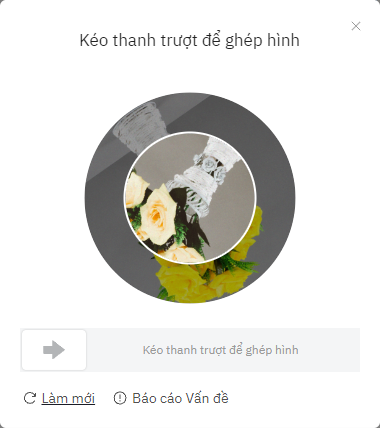 Kéo thanh trượt để ghép hình
Kéo thanh trượt để ghép hình
Làm mới Báo cáo Vấn đề